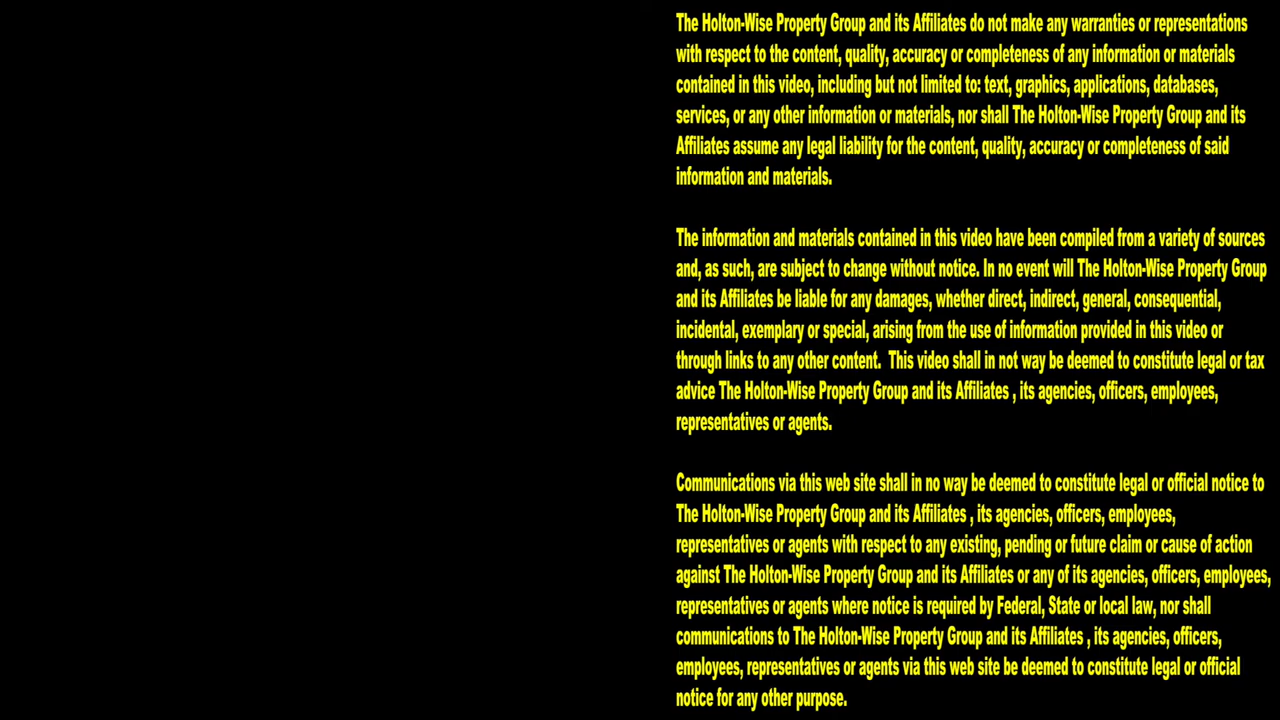 The Holton-Wise Property Group and its Affiliates do not make any warranties or representations
with respect to the content, quality, accuracy or completeness of any information or materials
contained in this video, including but not limited to: text, graphics, applications, databases,
services, or any other information or materials, nor shall The Holton-Wise Property Group and its
Affiliates assume any legal liability for the content, quality, accuracy or completeness of said
information and materials.
The information and materials contained in this video have been compiled from a variety of sources
and, as such, are subject to change without notice. In no event will The Holton-Wise Property Group
and its Affiliates be liable for any damages, whether direct, indirect, general, consequential,
incidental, exemplary or special, arising from the use of information provided in this video or
through links to any other content.  This video shall in not way be deemed to constitute legal or tax
advice The Holton-Wise Property Group and its Affiliates , its agencies, officers, employees,
representatives or agents.
Communications via this web site shall in no way be deemed to constitute legal or official notice to
The Holton-Wise Property Group and its Affiliates , its agencies, officers, employees,
representatives or agents with respect to any existing, pending or future claim or cause of action
against The Holton-Wise Property Group and its Affiliates or any of its agencies, officers, employees,
representatives or agents where notice is required by Federal, State or local law, nor shall
communications to The Holton-Wise Property Group and its Affiliates , its agencies, officers,
employees, representatives or agents via this web site be deemed to constitute legal or official
notice for any other purpose.